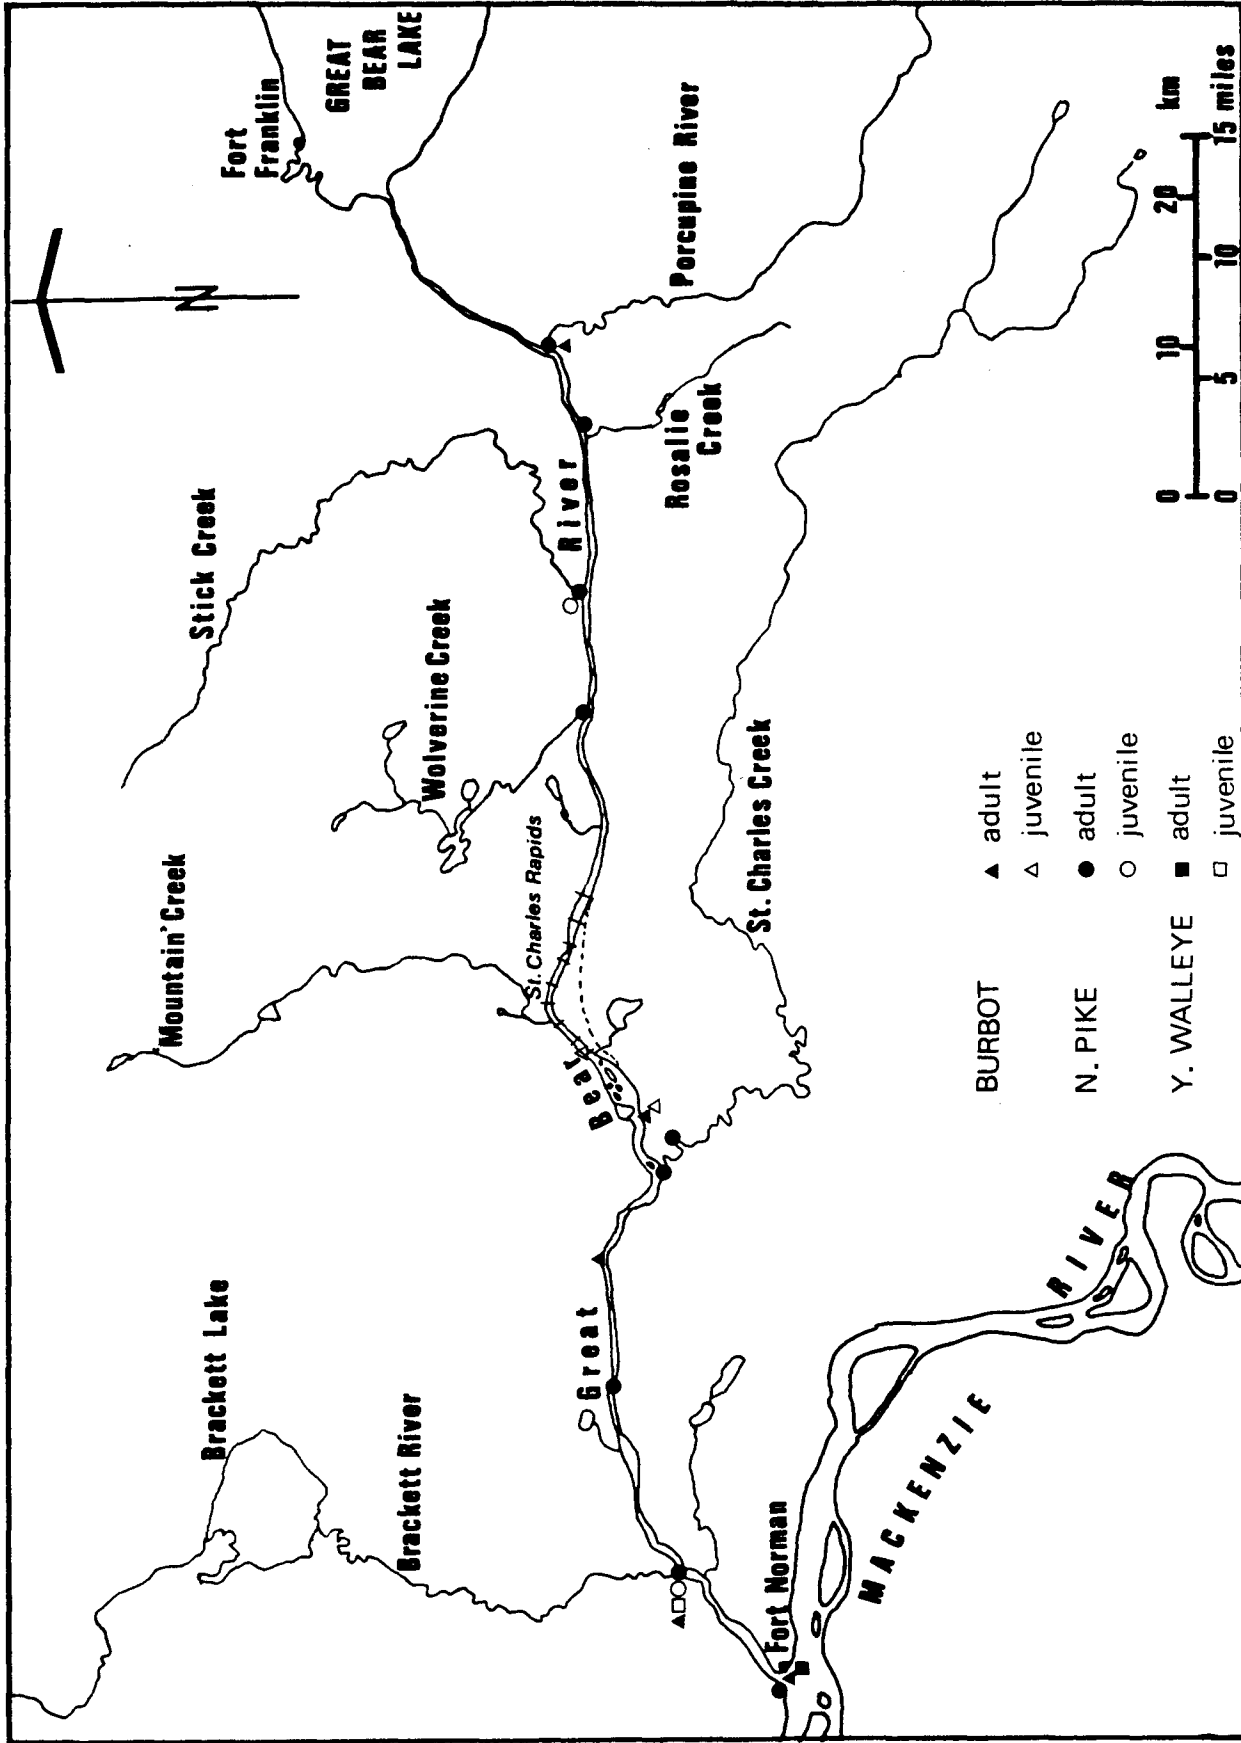 Fort
Franklin
GREAT
BEAR
LAKE
N
Stick Creek
Mountain Creek
Brackett Lake
Brackett River
Wolverine Creek
St. Charles Rapids
Porcupine River
Rosalie
Creek
Great
Bear
River
St. Charles Creek
Fort Norman
MACKENZIE
RIVER
BURBOT ▲ adult
△ juvenile
N. PIKE ● adult
○ juvenile
Y. WALLEYE ■ adult
□ juvenile
0 10 20 km
0 5 10 15 miles